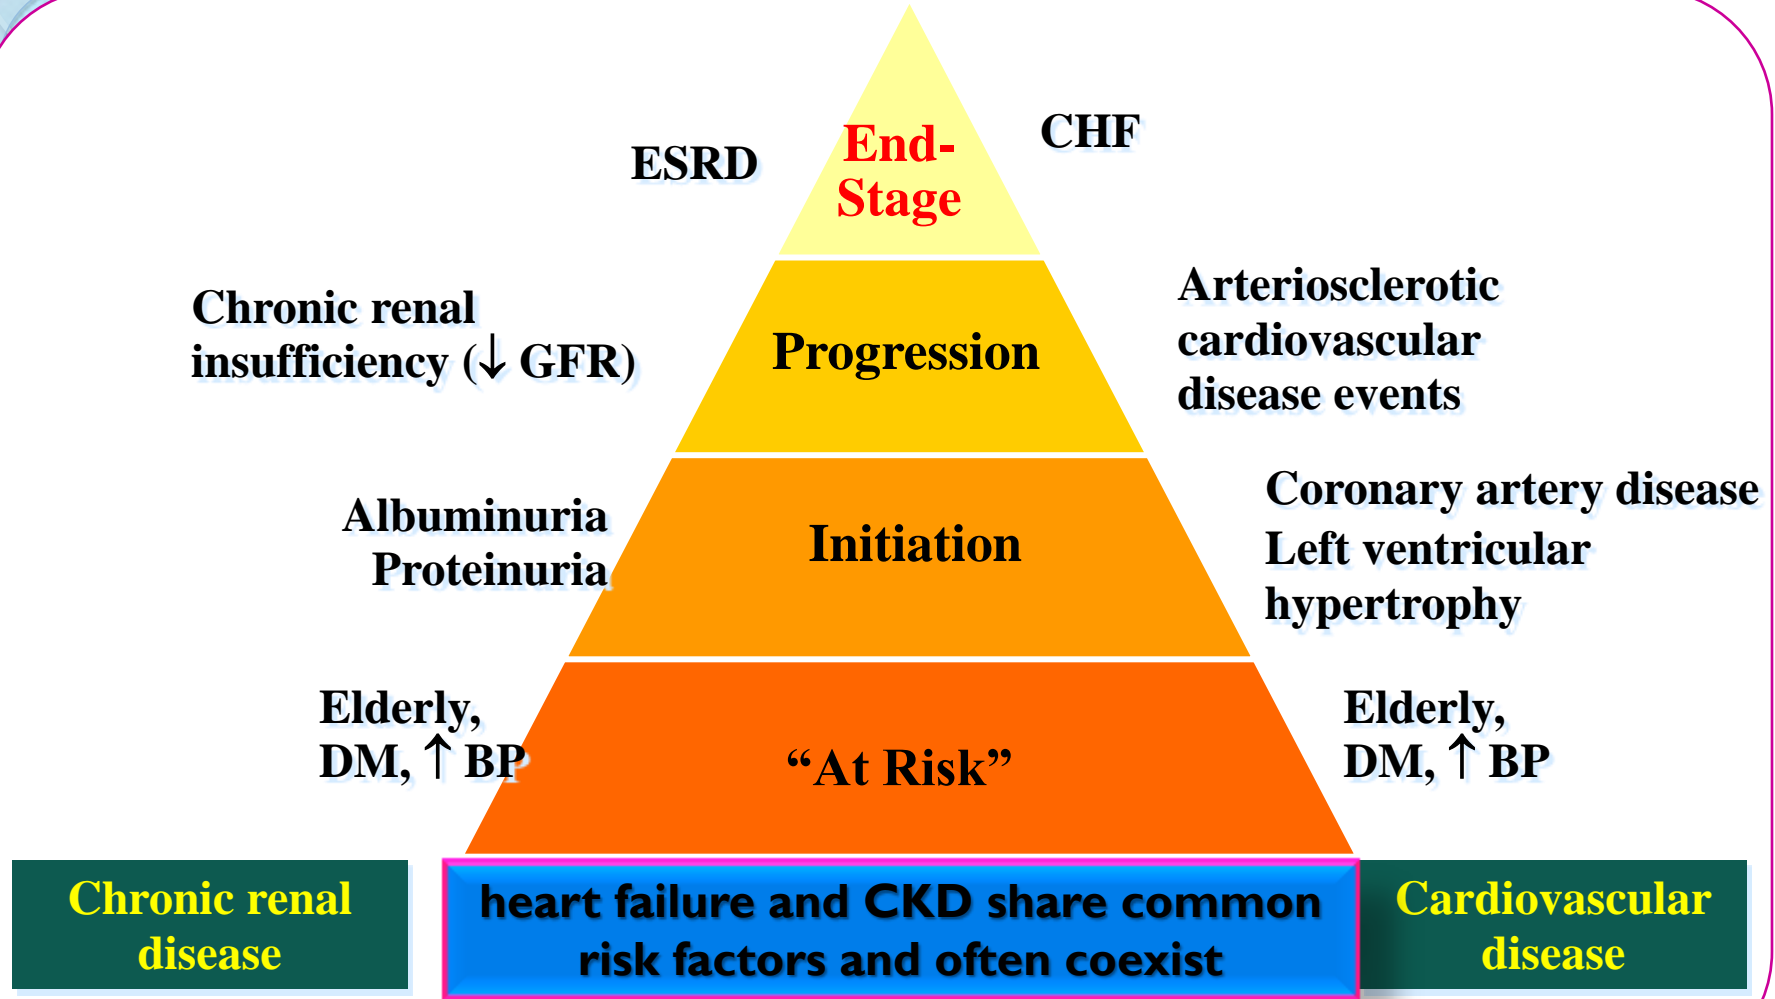 ESRD
End-
Stage
CHF
Chronic renal
insufficiency (↓ GFR)
Progression
Arteriosclerotic
cardiovascular
disease events
Albuminuria
Proteinuria
Initiation
Coronary artery disease
Left ventricular
hypertrophy
Elderly,
DM, ↑ BP
“At Risk”
Elderly,
DM, ↑ BP
Chronic renal
disease
heart failure and CKD share common
risk factors and often coexist
Cardiovascular
disease